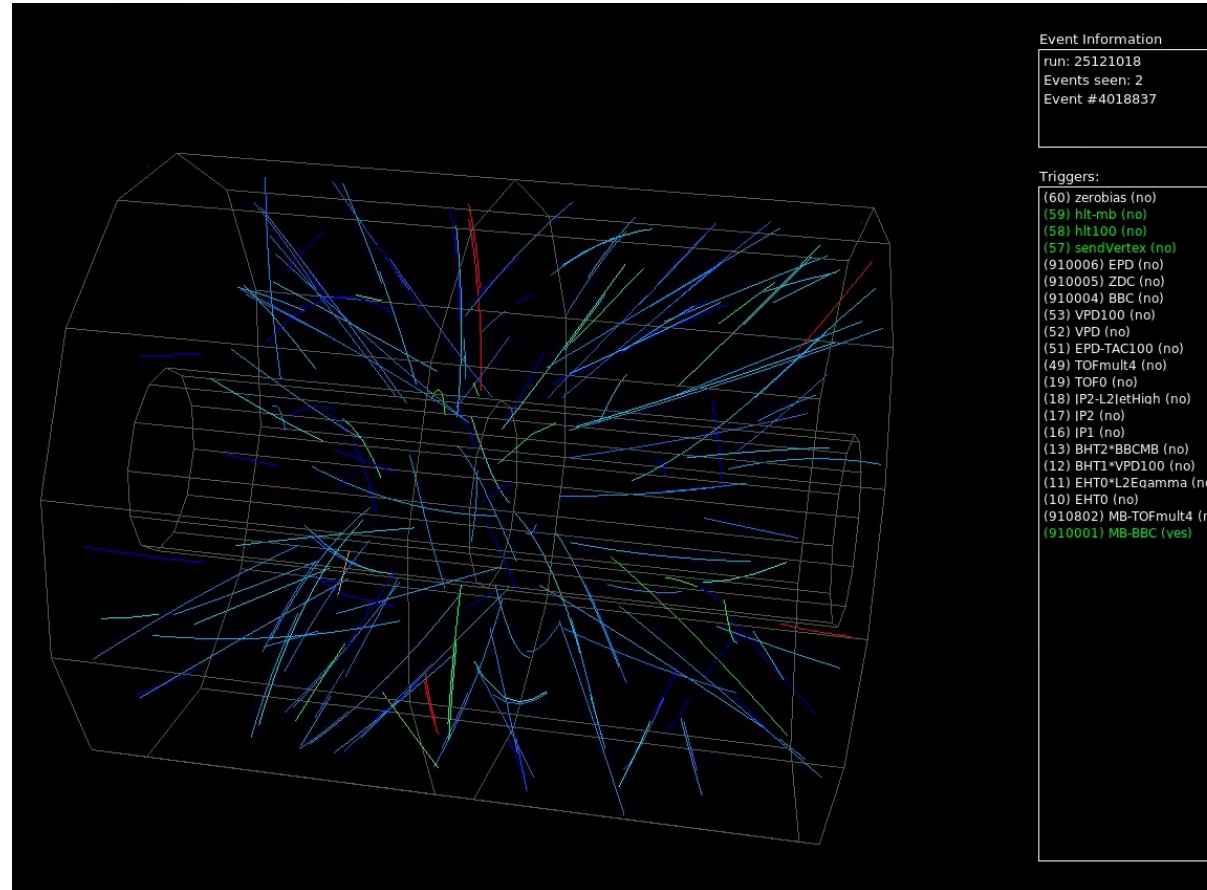 Event Information
run: 25121018
Events seen: 2
Event #4018837
Triggers:
(60) zerobias (no)
(59) hlt-mb (no)
(58) hlt100 (no)
(57) sendVertex (no)
(910006) EPD (no)
(910005) ZDC (no)
(910004) BBC (no)
(53) VPD100 (no)
(52) VPD (no)
(51) EPD-TAC100 (no)
(49) TOFmult4 (no)
(19) TOF0 (no)
(18) JP2-L2JetHigh (no)
(17) JP2 (no)
(16) JP1 (no)
(13) BHT2*BBCMB (no)
(12) BHT1*VPD100 (no)
(11) EHT0*L2Egamma (no
(10) EHT0 (no)
(910802) MB-TOFmult4 (
(910001) MB-BBC (yes)